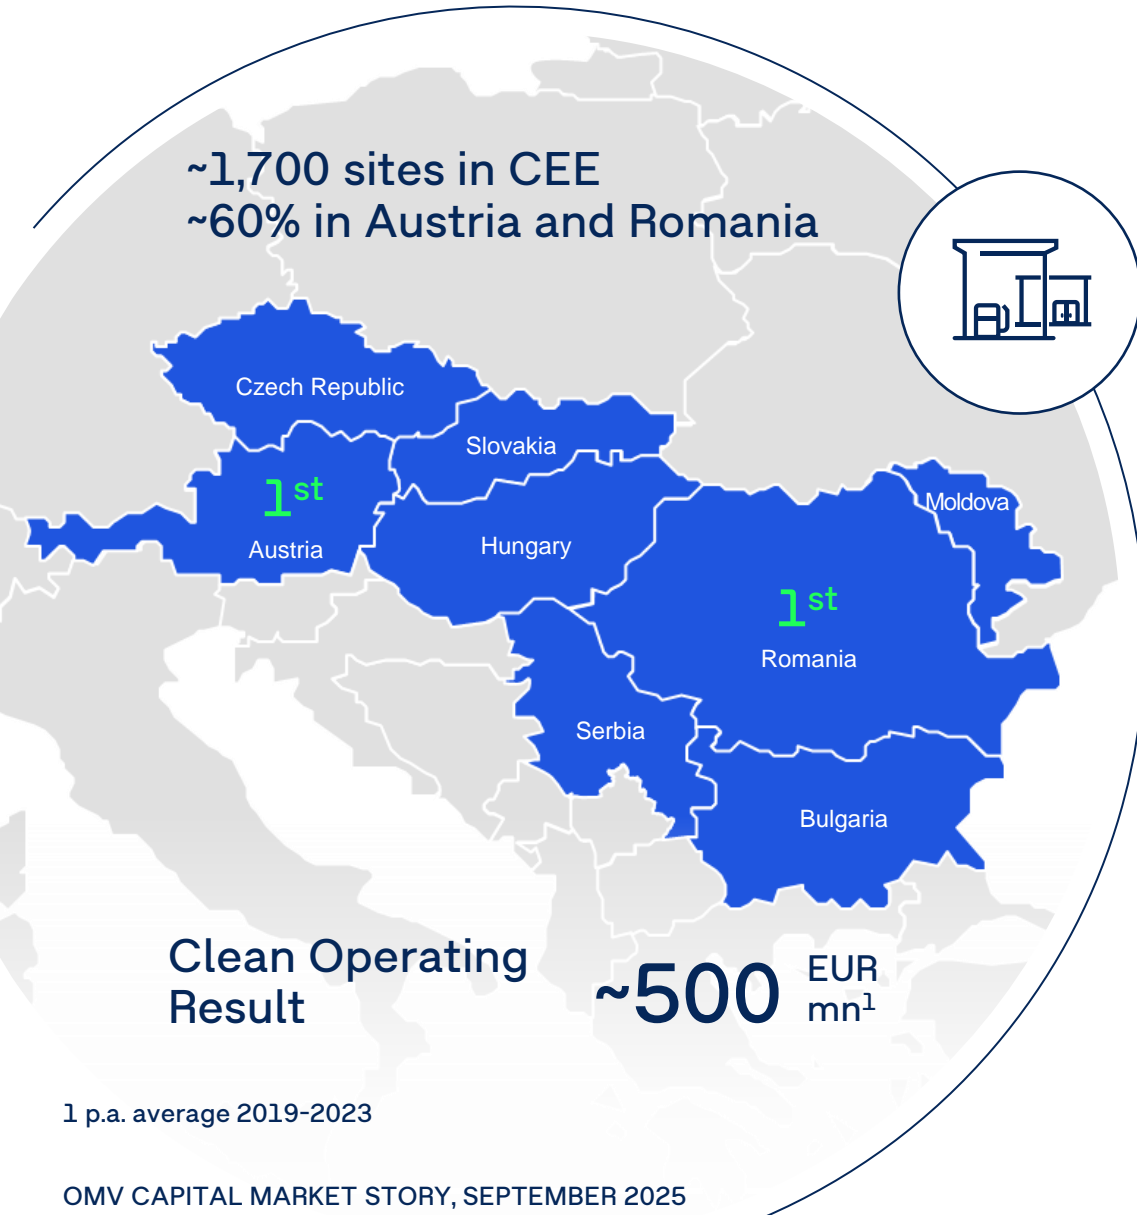 ~1,700 sites in CEE
~60% in Austria and Romania
Czech Republic
Slovakia
1st
Austria
Hungary
Moldova
1st
Romania
Serbia
Bulgaria
Clean Operating
Result
~500 EUR
mn¹
1 p.a. average 2019-2023
OMV CAPITAL MARKET STORY, SEPTEMBER 2025